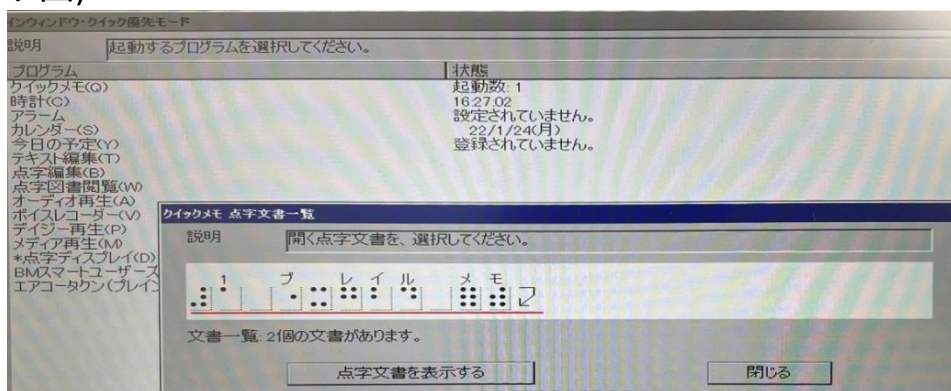 インウィンドウ・クイック優先モード
説明 起動するプログラムを選択してください。
プログラム 状態
クイックメモ(Q) 起動数: 1
時計(C) 16:27:02
アラーム 設定されていません。
カレンダー(S) 22/1/24(月)
今日の予定(Y) 登録されていません。
テキスト編集(T)
点字編集(B)
点字図書閲覧(W)
オーディオ再生(A)
ボイスレコーダー(V)
デイジー再生(P)
メディア再生(M)
*点字ディスプレイ(D)
BMスマートユーザーズ
エアコータウン(ブレイン
クイックメモ 点字文書一覧
説明 開く点字文書を、選択してください。
1 ブレイル メモ
文書一覧: 21個の文書があります。
点字文書を表示する 閉じる